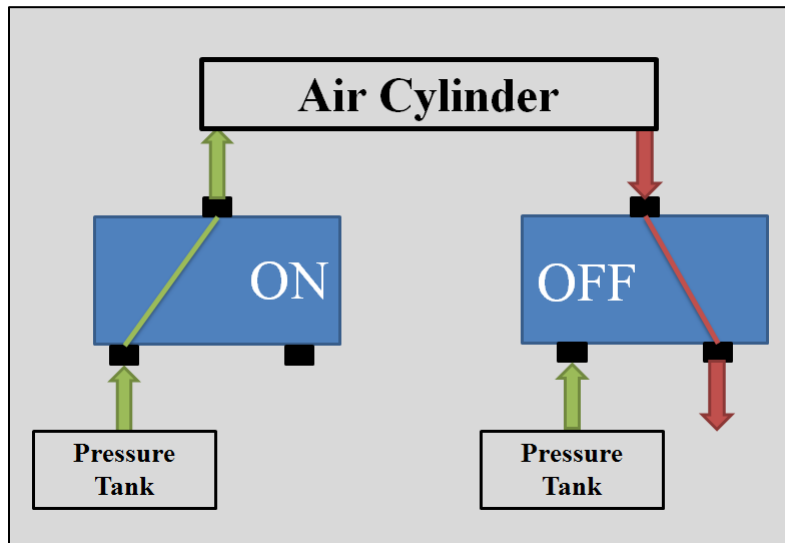 Air Cylinder
ON
OFF
Pressure
Tank
Pressure
Tank